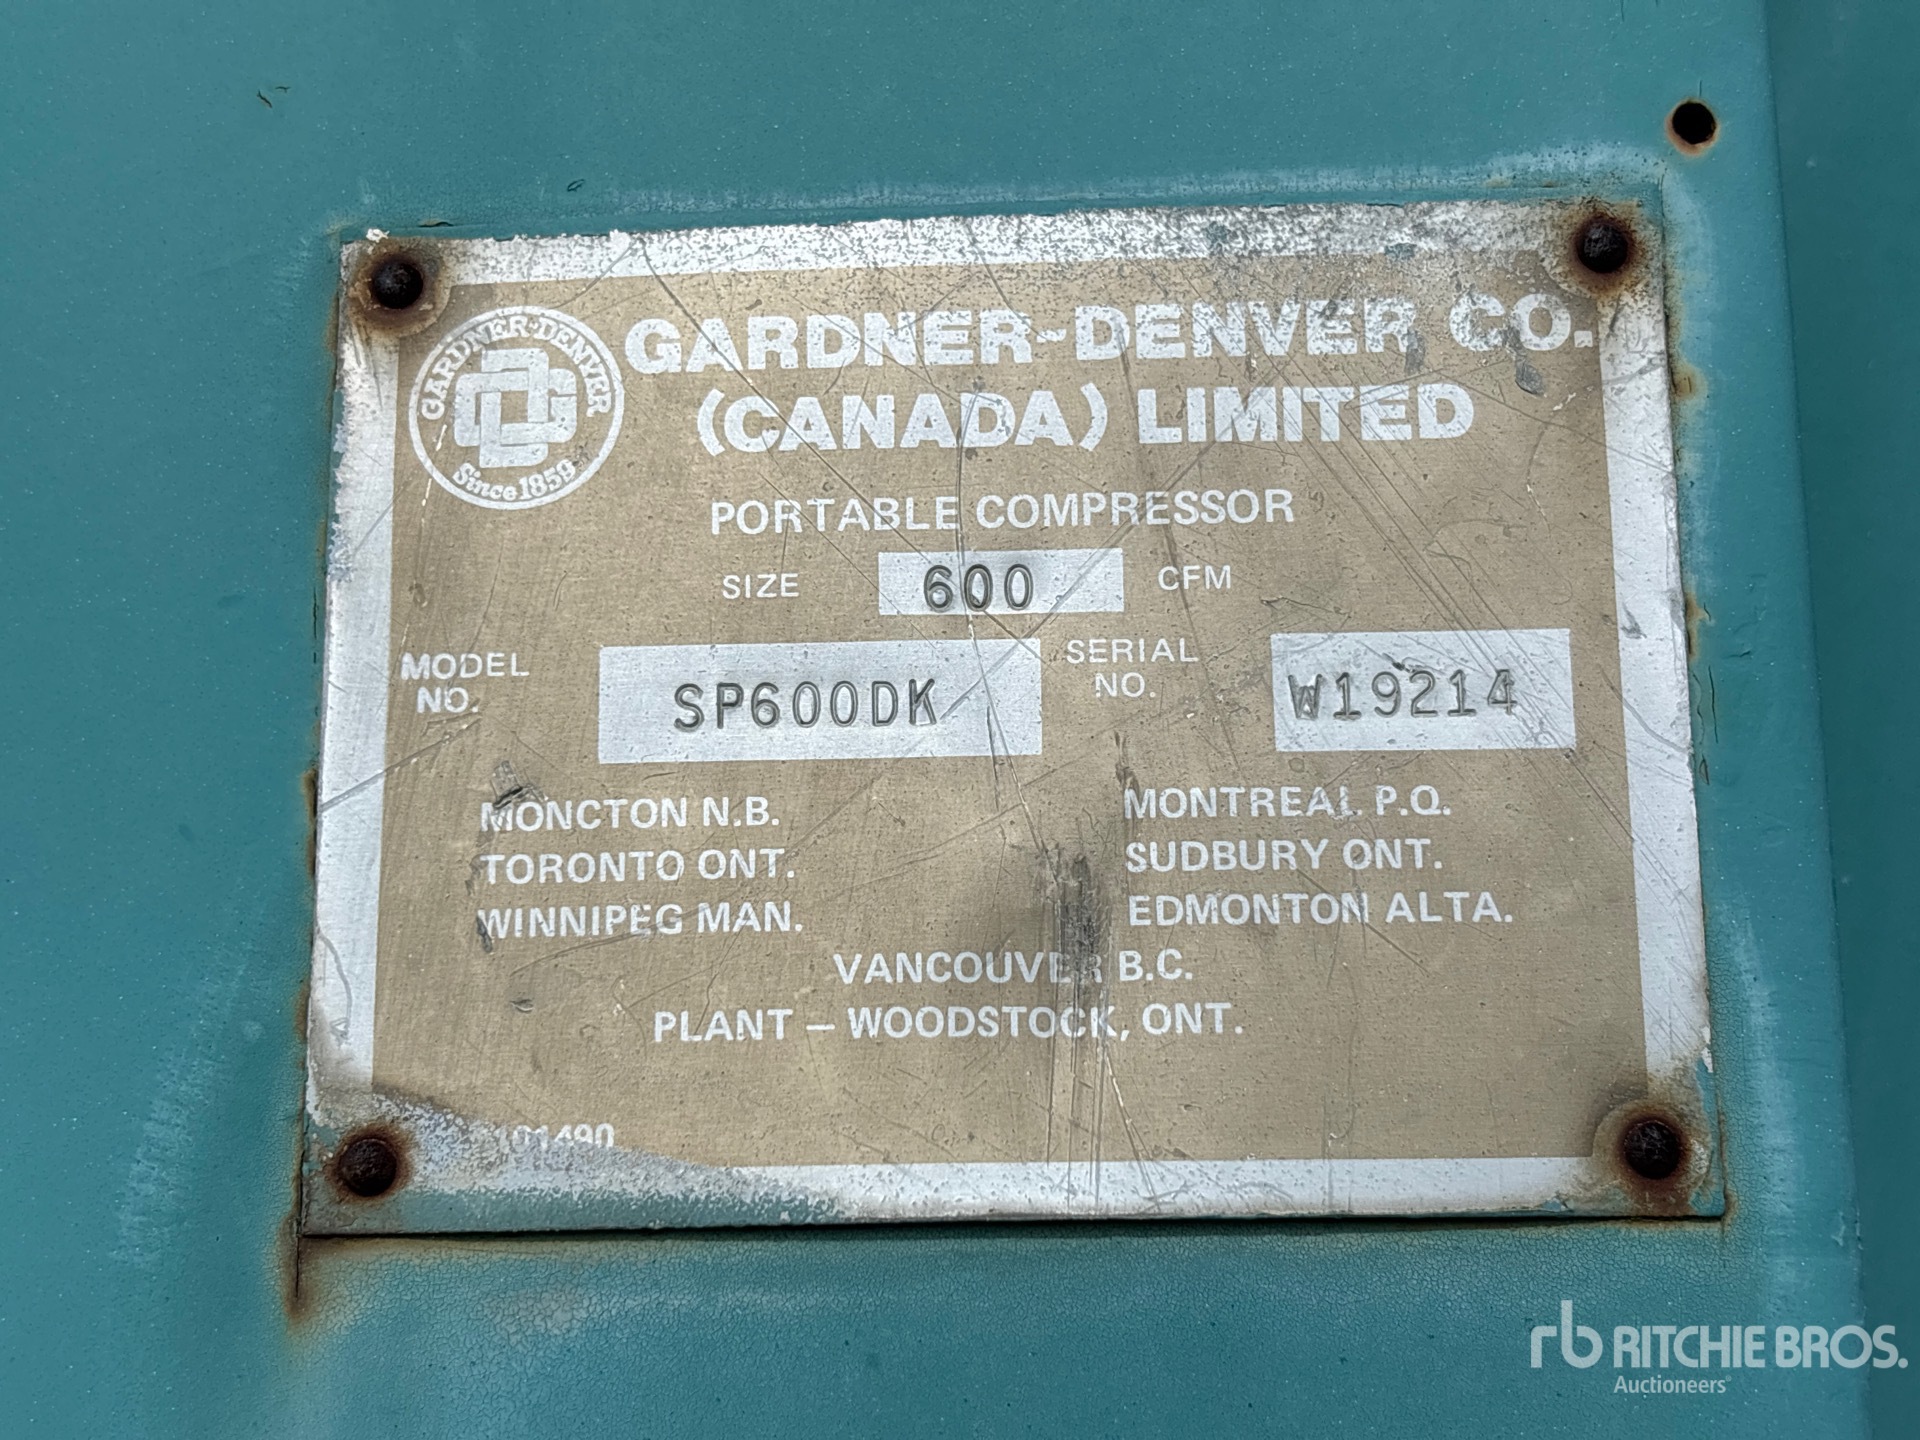 GARDNER-DENVER
Since 1859
GARDNER-DENVER CO.
(CANADA) LIMITED
PORTABLE COMPRESSOR
SIZE 600 CFM
MODEL NO. SP600DK SERIAL NO. W19214
MONCTON N.B. MONTREAL P.Q.
TORONTO ONT. SUDBURY ONT.
WINNIPEG MAN. EDMONTON ALTA.
VANCOUVER B.C.
PLANT – WOODSTOCK, ONT.
rb RITCHIE BROS.
Auctioneers